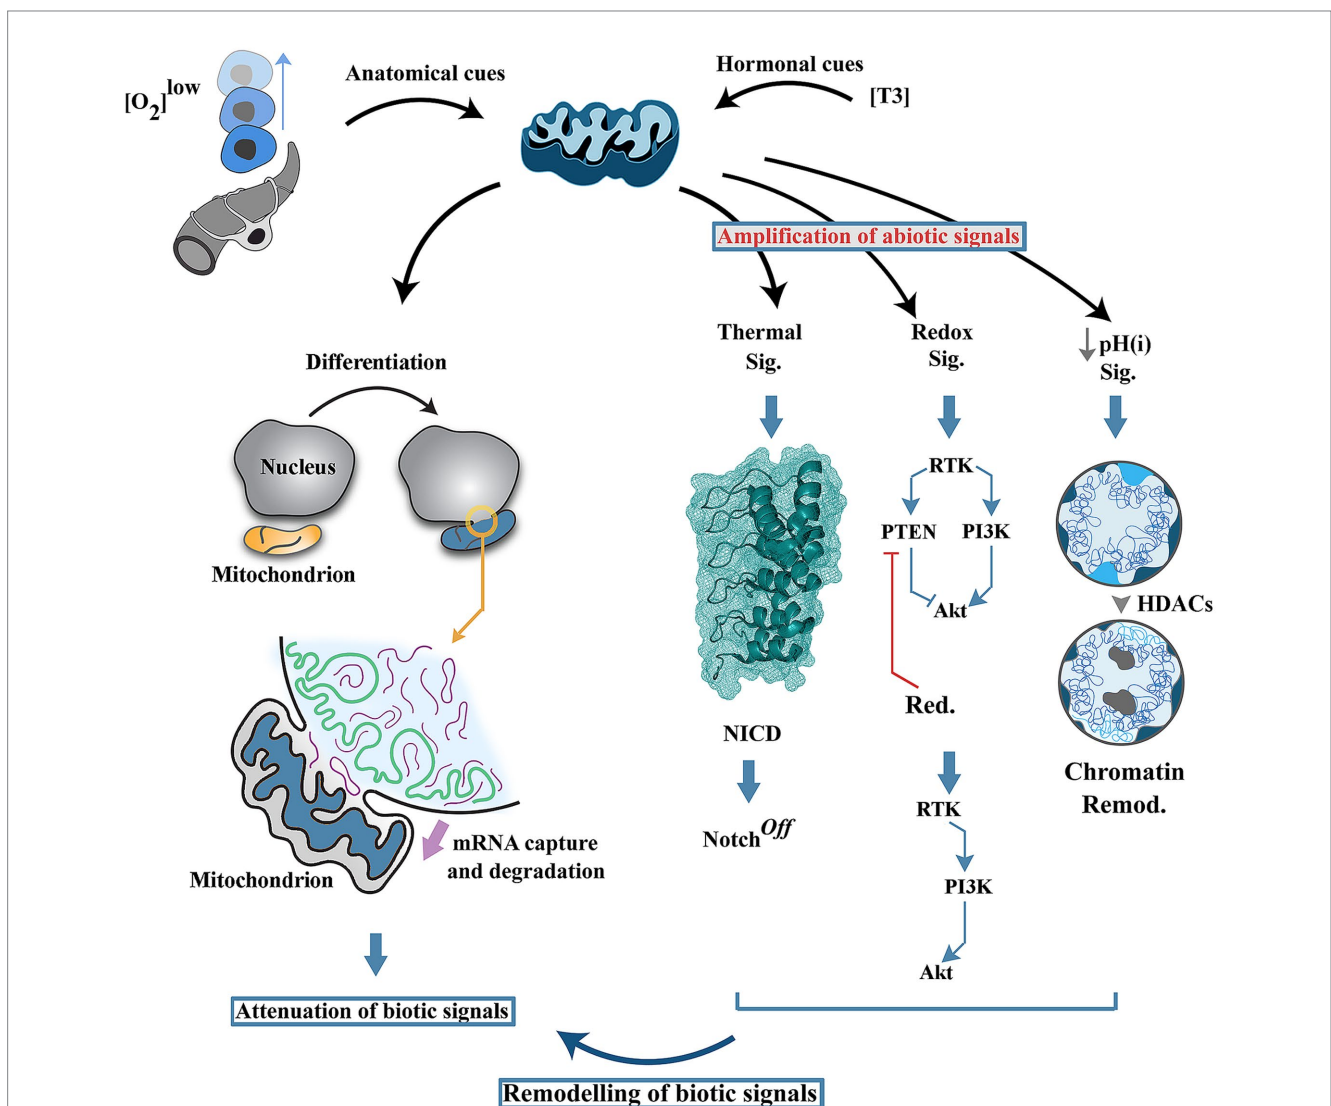 [O2]low
Anatomical cues
Hormonal cues
[T3]
Amplification of abiotic signals
Thermal
Sig.
Redox
Sig.
pH(i)
Sig.
Differentiation
Nucleus
Mitochondrion
RTK
PTEN
PI3K
Akt
HDACs
Red.
NICD
NotchOff
RTK
PI3K
Akt
Chromatin
Remod.
mRNA capture
and degradation
Mitochondrion
Attenuation of biotic signals
Remodelling of biotic signals